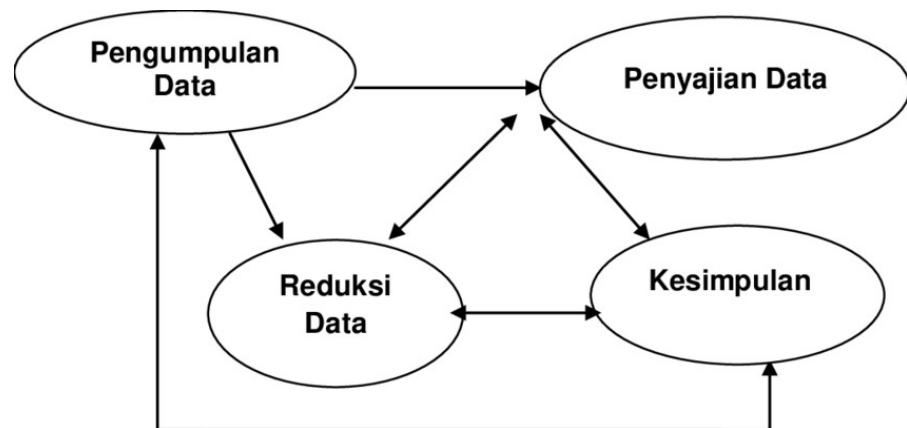 Pengumpulan
Data
Penyajian Data
Reduksi
Data
Kesimpulan